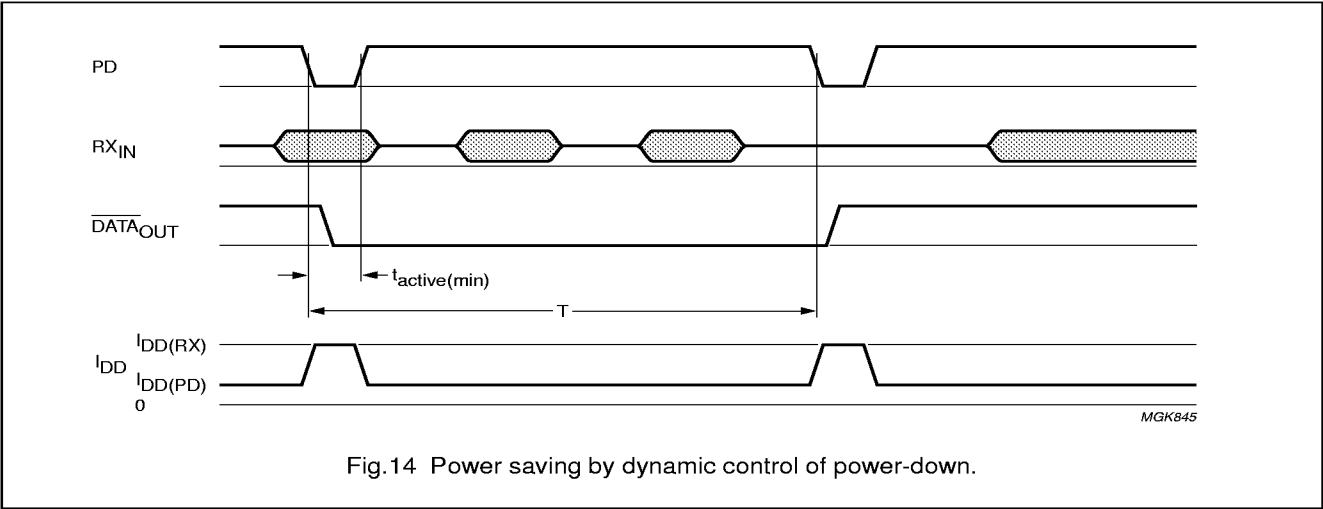 PD
RXIN
DATAOUT
tactive(min)
T
IDD(RX)
IDD
IDD(PD)
0
MGK845
Fig.14 Power saving by dynamic control of power-down.